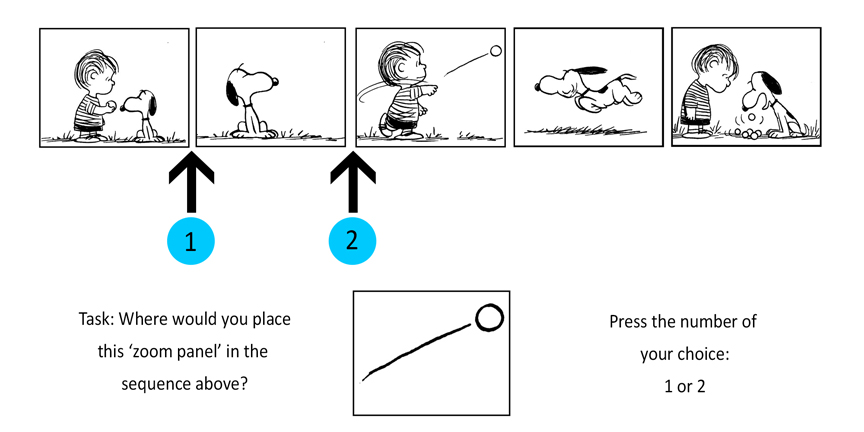 1
2
Task: Where would you place
this ‘zoom panel’ in the
sequence above?
Press the number of
your choice:
1 or 2